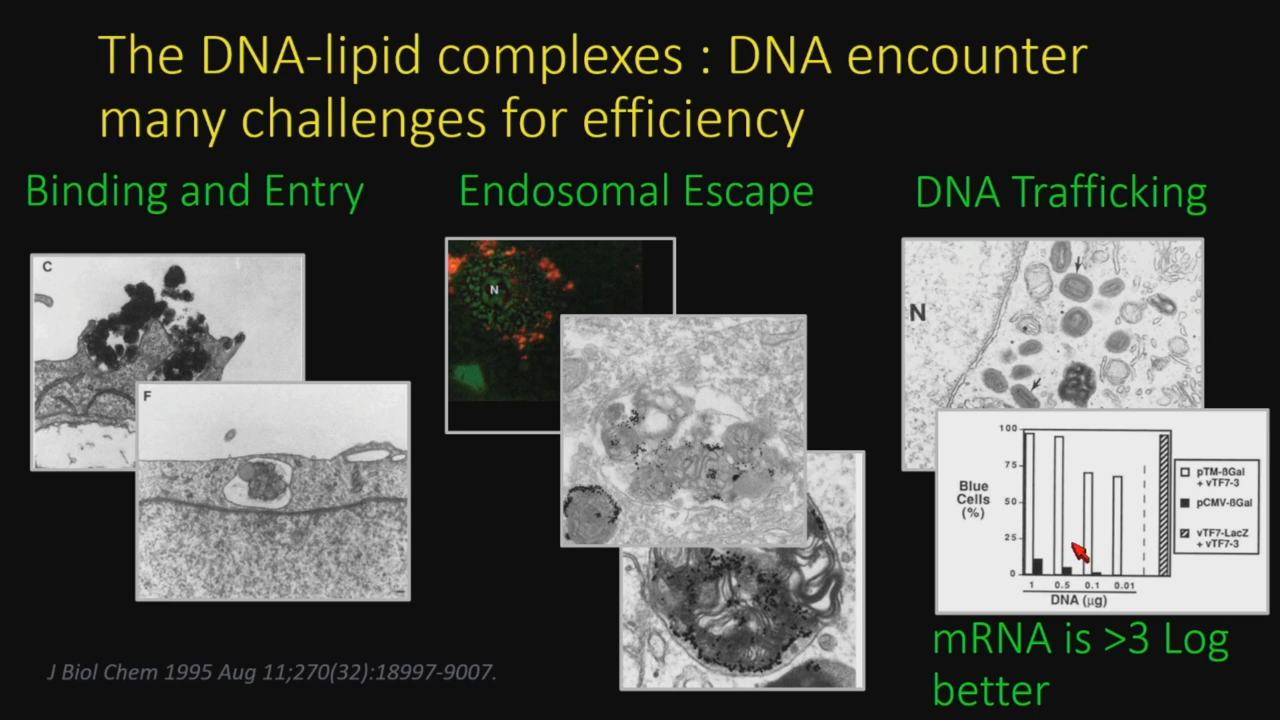 The DNA-lipid complexes : DNA encounter
many challenges for efficiency
Binding and Entry
Endosomal Escape
DNA Trafficking
C
F
N
N
100
75
50
25
0
Blue
Cells
(%)
1 0.5 0.1 0.01
DNA (µg)
pTM-ßGal
+ vTF7-3
pCMV-ßGal
vTF7-LacZ
+ vTF7-3
mRNA is >3 Log
better
J Biol Chem 1995 Aug 11;270(32):18997-9007.